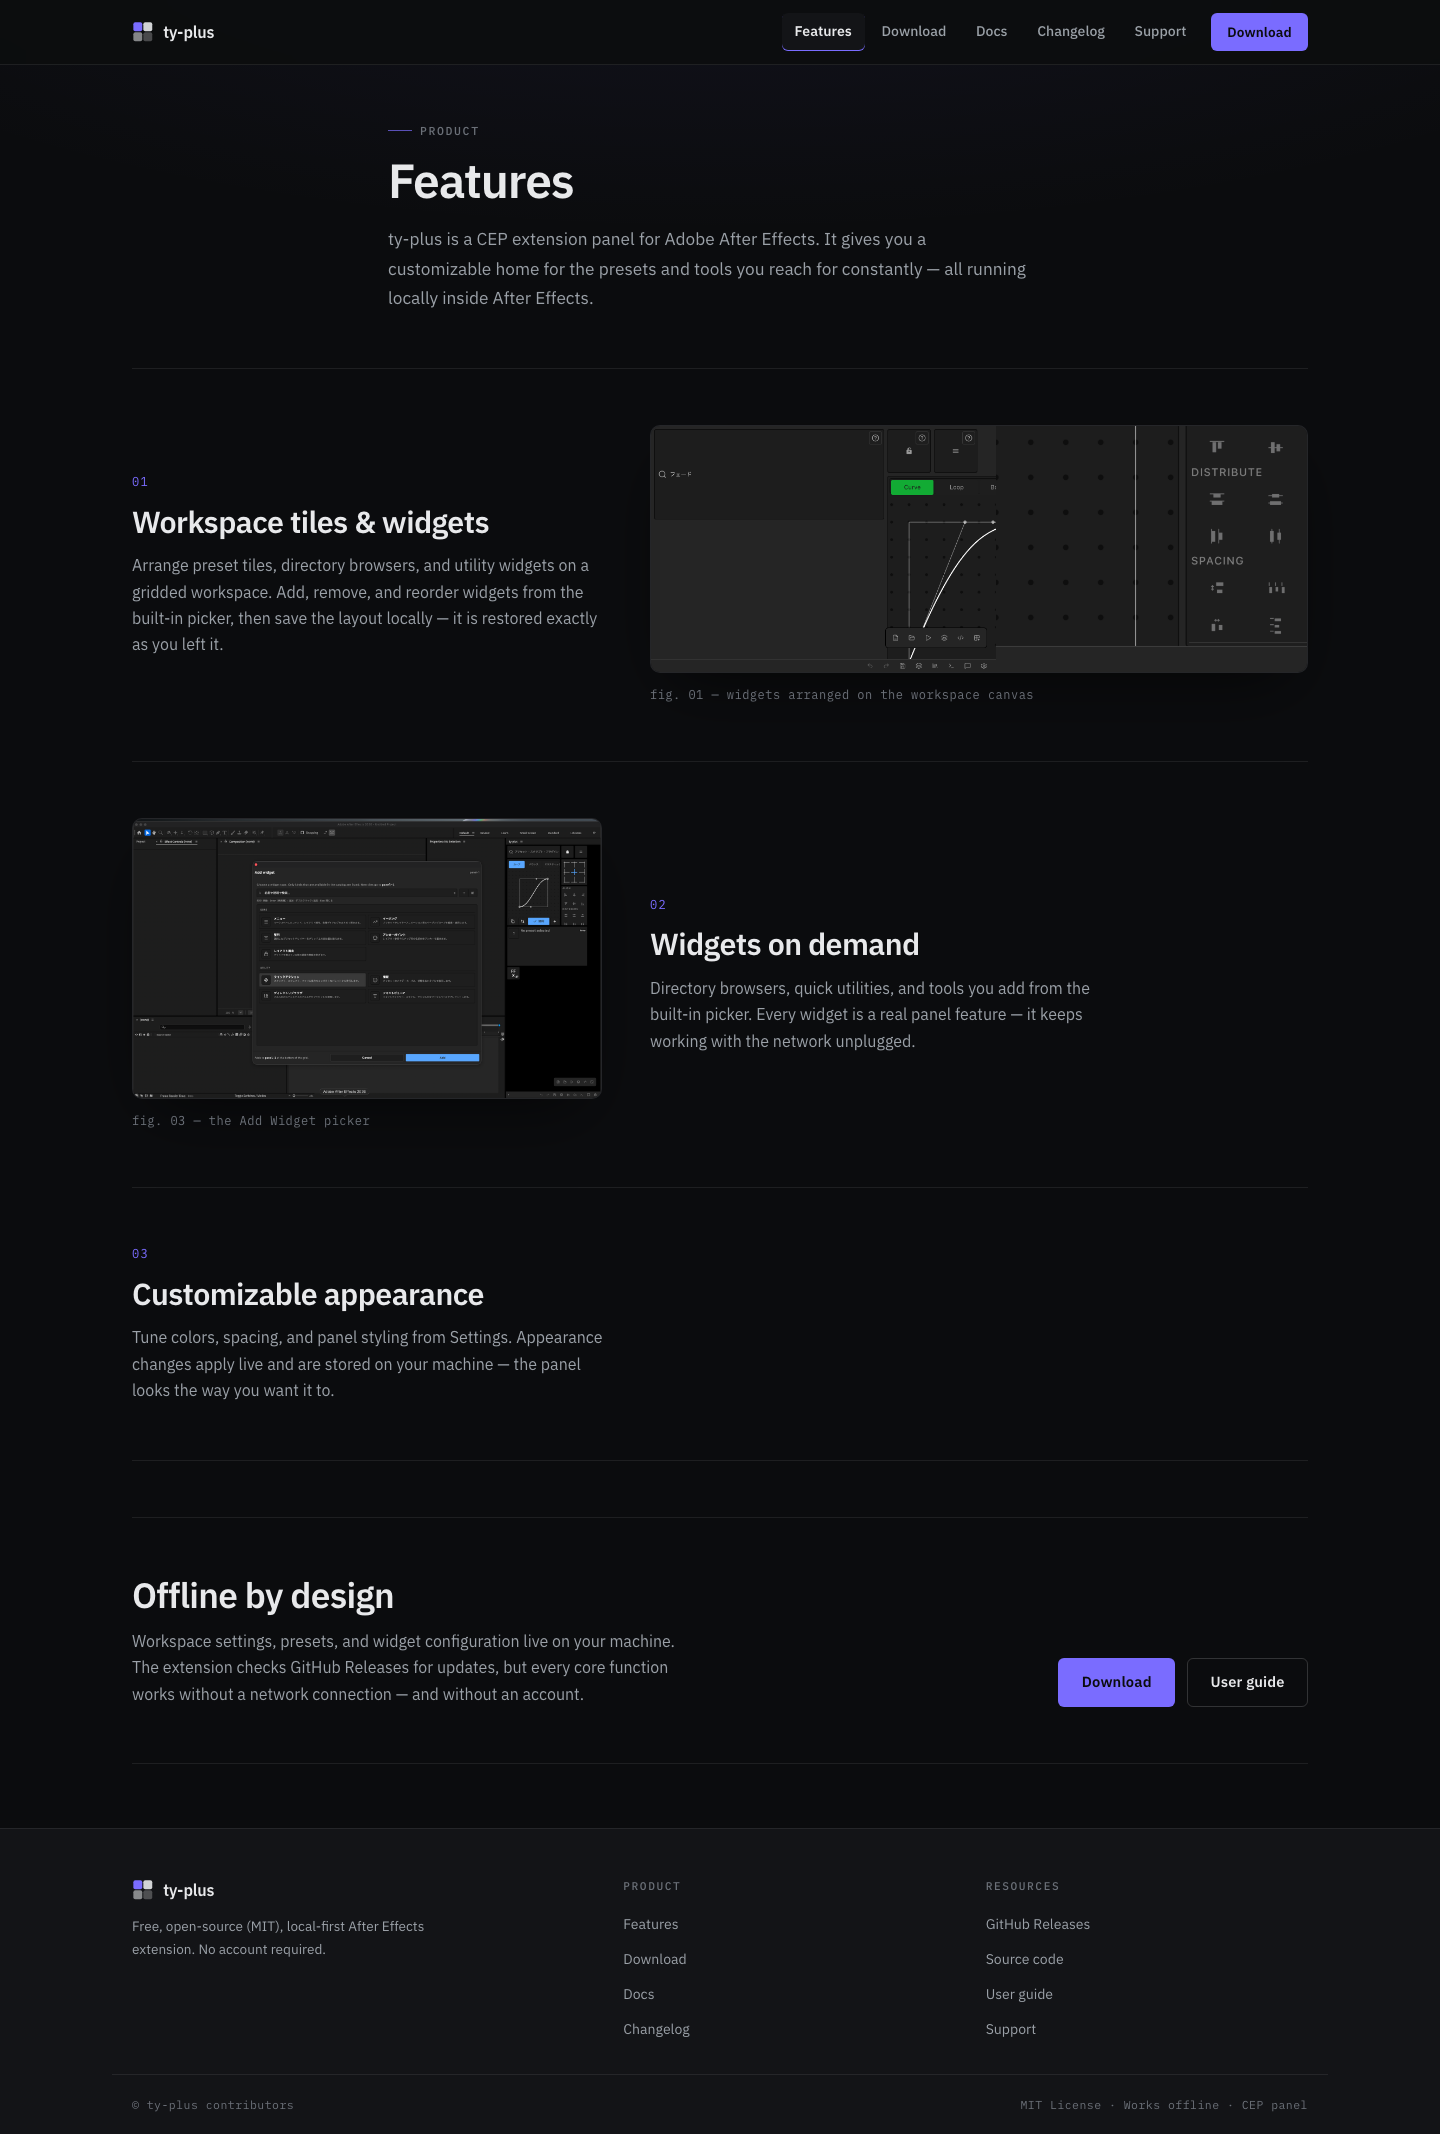 ty-plus
Features
Download
Docs
Changelog
Support
Download
PRODUCT
Features
ty-plus is a CEP extension panel for Adobe After Effects. It gives you a
customizable home for the presets and tools you reach for constantly — all running
locally inside After Effects.
01
Workspace tiles & widgets
Arrange preset tiles, directory browsers, and utility widgets on a
gridded workspace. Add, remove, and reorder widgets from the
built-in picker, then save the layout locally — it is restored exactly
as you left it.
フェード
Curve
Loop
DISTRIBUTE
SPACING
fig. 01 — widgets arranged on the workspace canvas
Add widget
Cancel
fig. 03 — the Add Widget picker
02
Widgets on demand
Directory browsers, quick utilities, and tools you add from the
built-in picker. Every widget is a real panel feature — it keeps
working with the network unplugged.
03
Customizable appearance
Tune colors, spacing, and panel styling from Settings. Appearance
changes apply live and are stored on your machine — the panel
looks the way you want it to.
Offline by design
Workspace settings, presets, and widget configuration live on your machine.
The extension checks GitHub Releases for updates, but every core function
works without a network connection — and without an account.
Download
User guide
ty-plus
Free, open-source (MIT), local-first After Effects
extension. No account required.
PRODUCT
Features
Download
Docs
Changelog
RESOURCES
GitHub Releases
Source code
User guide
Support
© ty-plus contributors
MIT License · Works offline · CEP panel